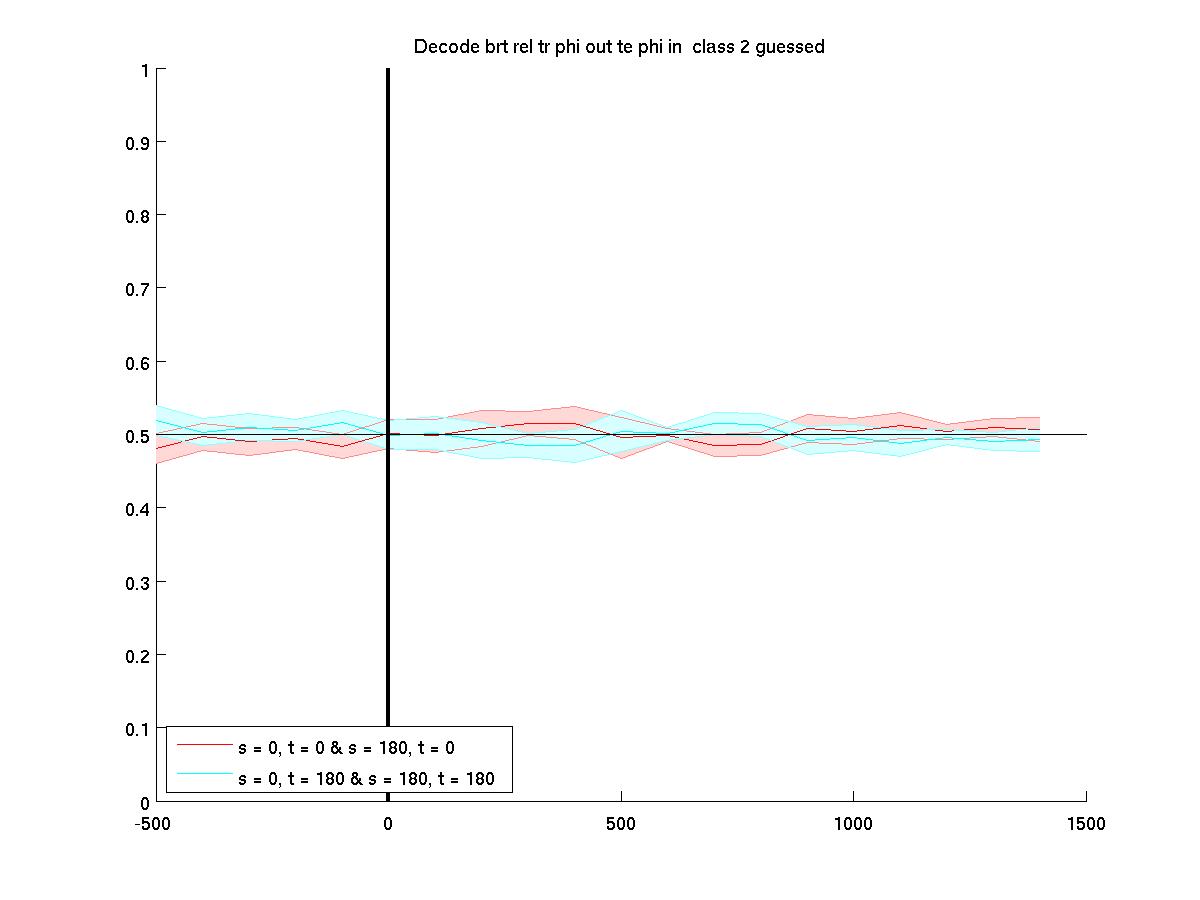 Decode brt rel tr phi out te phi in  class 2 guessed
1
0.9
0.8
0.7
0.6
0.5
0.4
0.3
0.2
0.1
0
s = 0, t = 0 & s = 180, t = 0
s = 0, t = 180 & s = 180, t = 180
-500 0 500 1000 1500